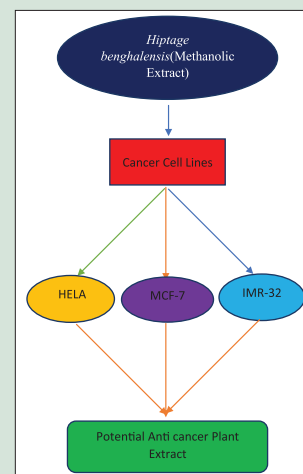 Hiptage
benghalensis(Methanolic
Extract)
Cancer Cell Lines
HELA
MCF-7
IMR-32
Potential Anti cancer Plant
Extract